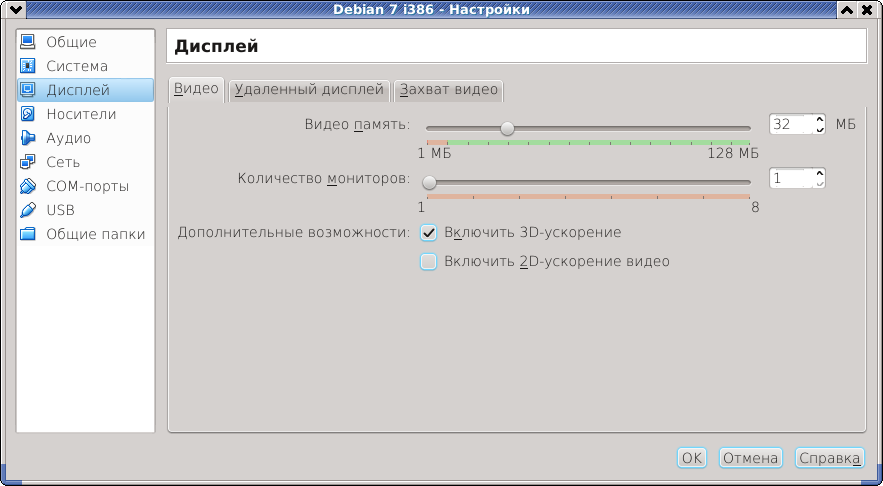 Debian 7 i386 - Настройки
Общие
Система
Дисплей
Носители
Аудио
Сеть
COM-порты
USB
Общие папки
Дисплей
Видео Удаленный дисплей Захват видео
Видео память: 32 МБ
1 МБ 128 МБ
Количество мониторов: 1
1 8
Дополнительные возможности: Включить 3D-ускорение
Включить 2D-ускорение видео
OK Отмена Справка